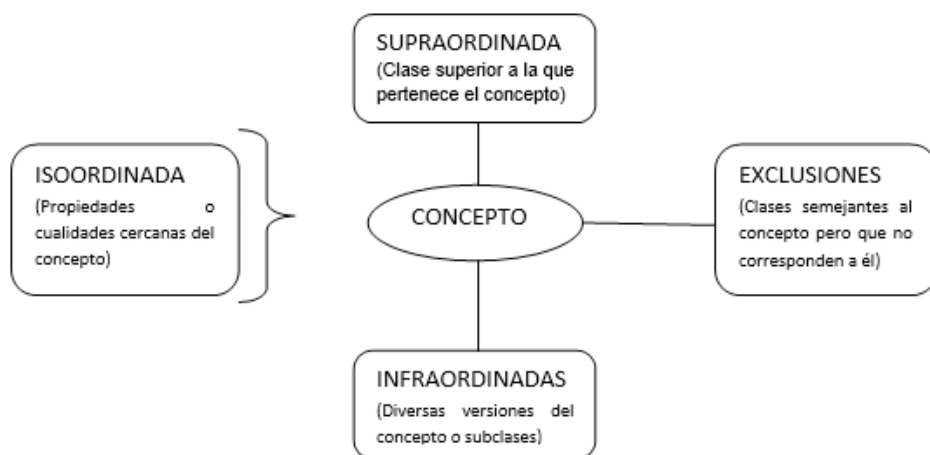 SUPRAORDINADA
(Clase superior a la que
pertenece el concepto)
ISOORDINADA
(Propiedades o
cualidades cercanas del
concepto)
CONCEPTO
EXCLUSIONES
(Clases semejantes al
concepto pero que no
corresponden a él)
INFRAORDINADAS
(Diversas versiones del
concepto o subclases)